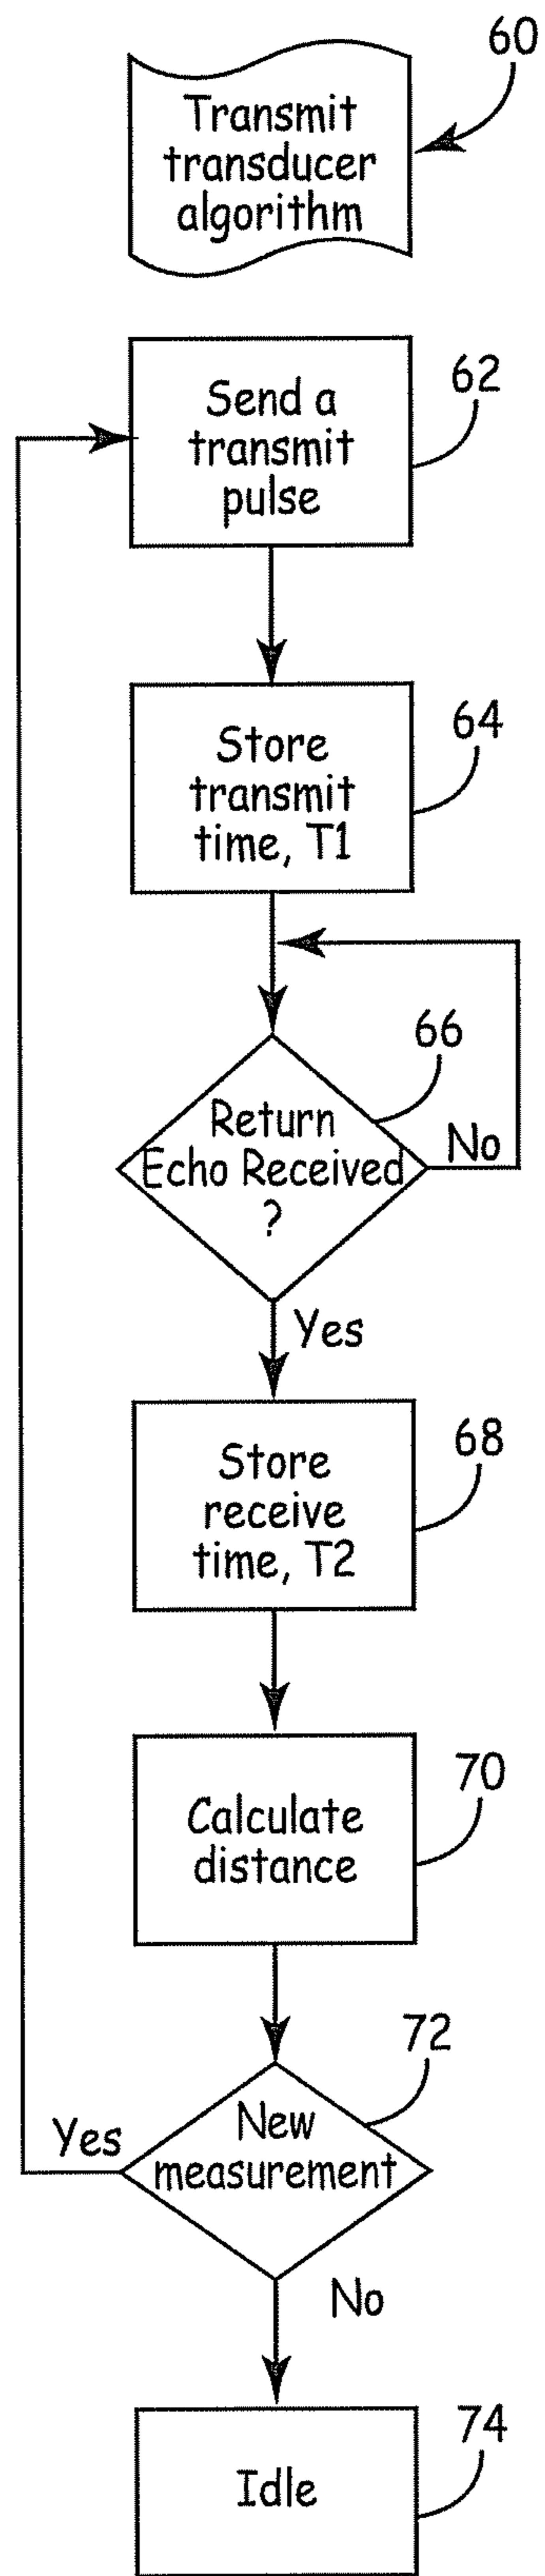 60
Transmit
transducer
algorithm
62
Send a
transmit
pulse
64
Store
transmit
time, T1
66
Return
Echo Received
?
No
Yes
68
Store
receive
time, T2
70
Calculate
distance
72
New
measurement
Yes
No
74
Idle